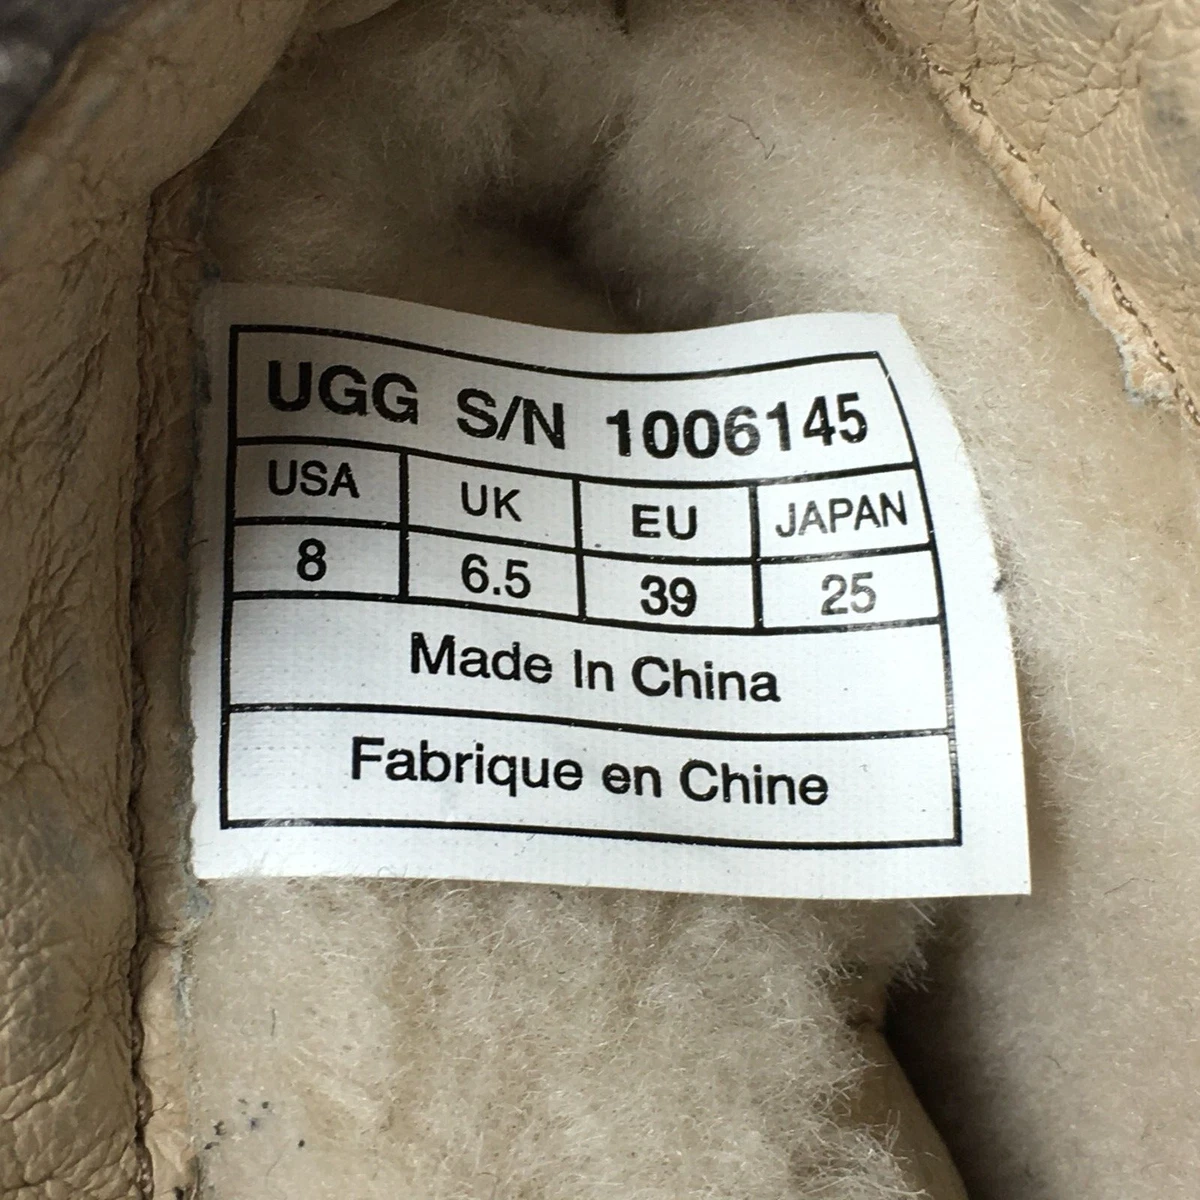 UGG S/N 1006145
USA UK EU JAPAN
8 6.5 39 25
Made In China
Fabrique en Chine